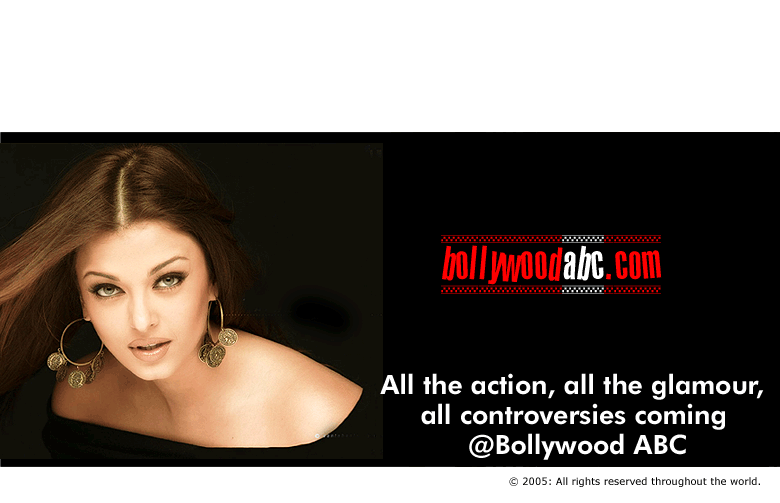 bollywoodabc.com
All the action, all the glamour,
all controversies coming
@Bollywood ABC
© 2005: All rights reserved throughout the world.